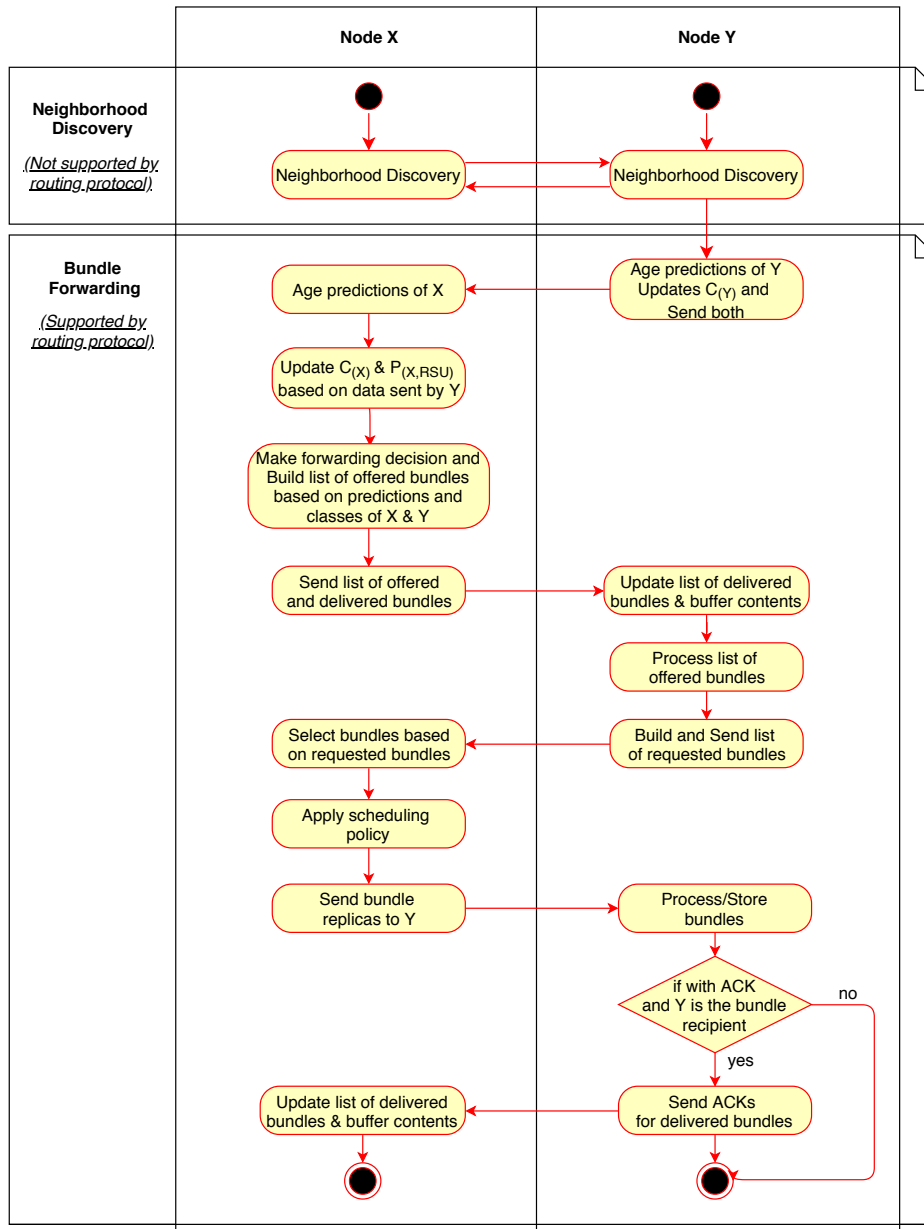 Node X
Node Y
Neighborhood
Discovery
(Not supported by
routing protocol)
Neighborhood Discovery
Neighborhood Discovery
Bundle
Forwarding
(Supported by
routing protocol)
Age predictions of X
Age predictions of Y
Updates C(Y) and
Send both
Update C(X) & P(X,RSU)
based on data sent by Y
Make forwarding decision and
Build list of offered bundles
based on predictions and
classes of X & Y
Send list of offered
and delivered bundles
Update list of delivered
bundles & buffer contents
Process list of
offered bundles
Build and Send list
of requested bundles
Select bundles based
on requested bundles
Apply scheduling
policy
Send bundle
replicas to Y
Process/Store
bundles
if with ACK
and Y is the bundle
recipient
no
yes
Send ACKs
for delivered bundles
Update list of delivered
bundles & buffer contents